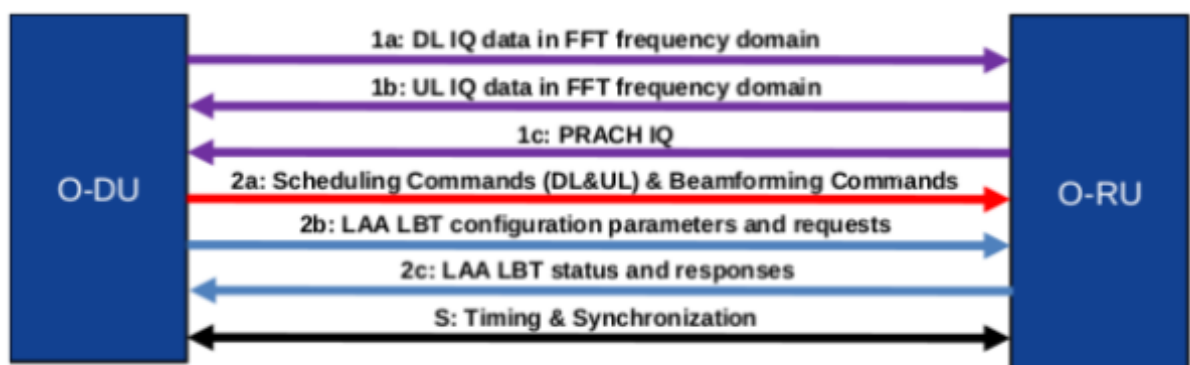 1a: DL IQ data in FFT frequency domain
1b: UL IQ data in FFT frequency domain
1c: PRACH IQ
O-DU
2a: Scheduling Commands (DL&UL) & Beamforming Commands
O-RU
2b: LAA LBT configuration parameters and requests
2c: LAA LBT status and responses
S: Timing & Synchronization